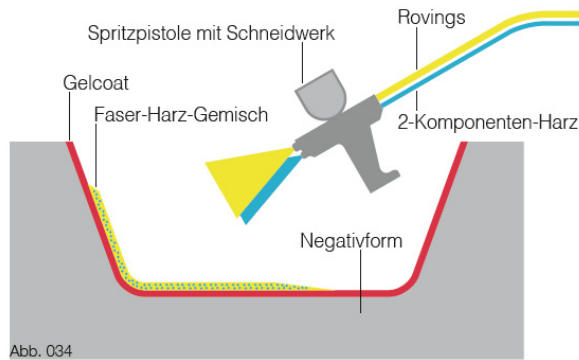 Rovings
Spritzpistole mit Schneidwerk
Gelcoat
Faser-Harz-Gemisch
2-Komponenten-Harz
Negativform
Abb. 034